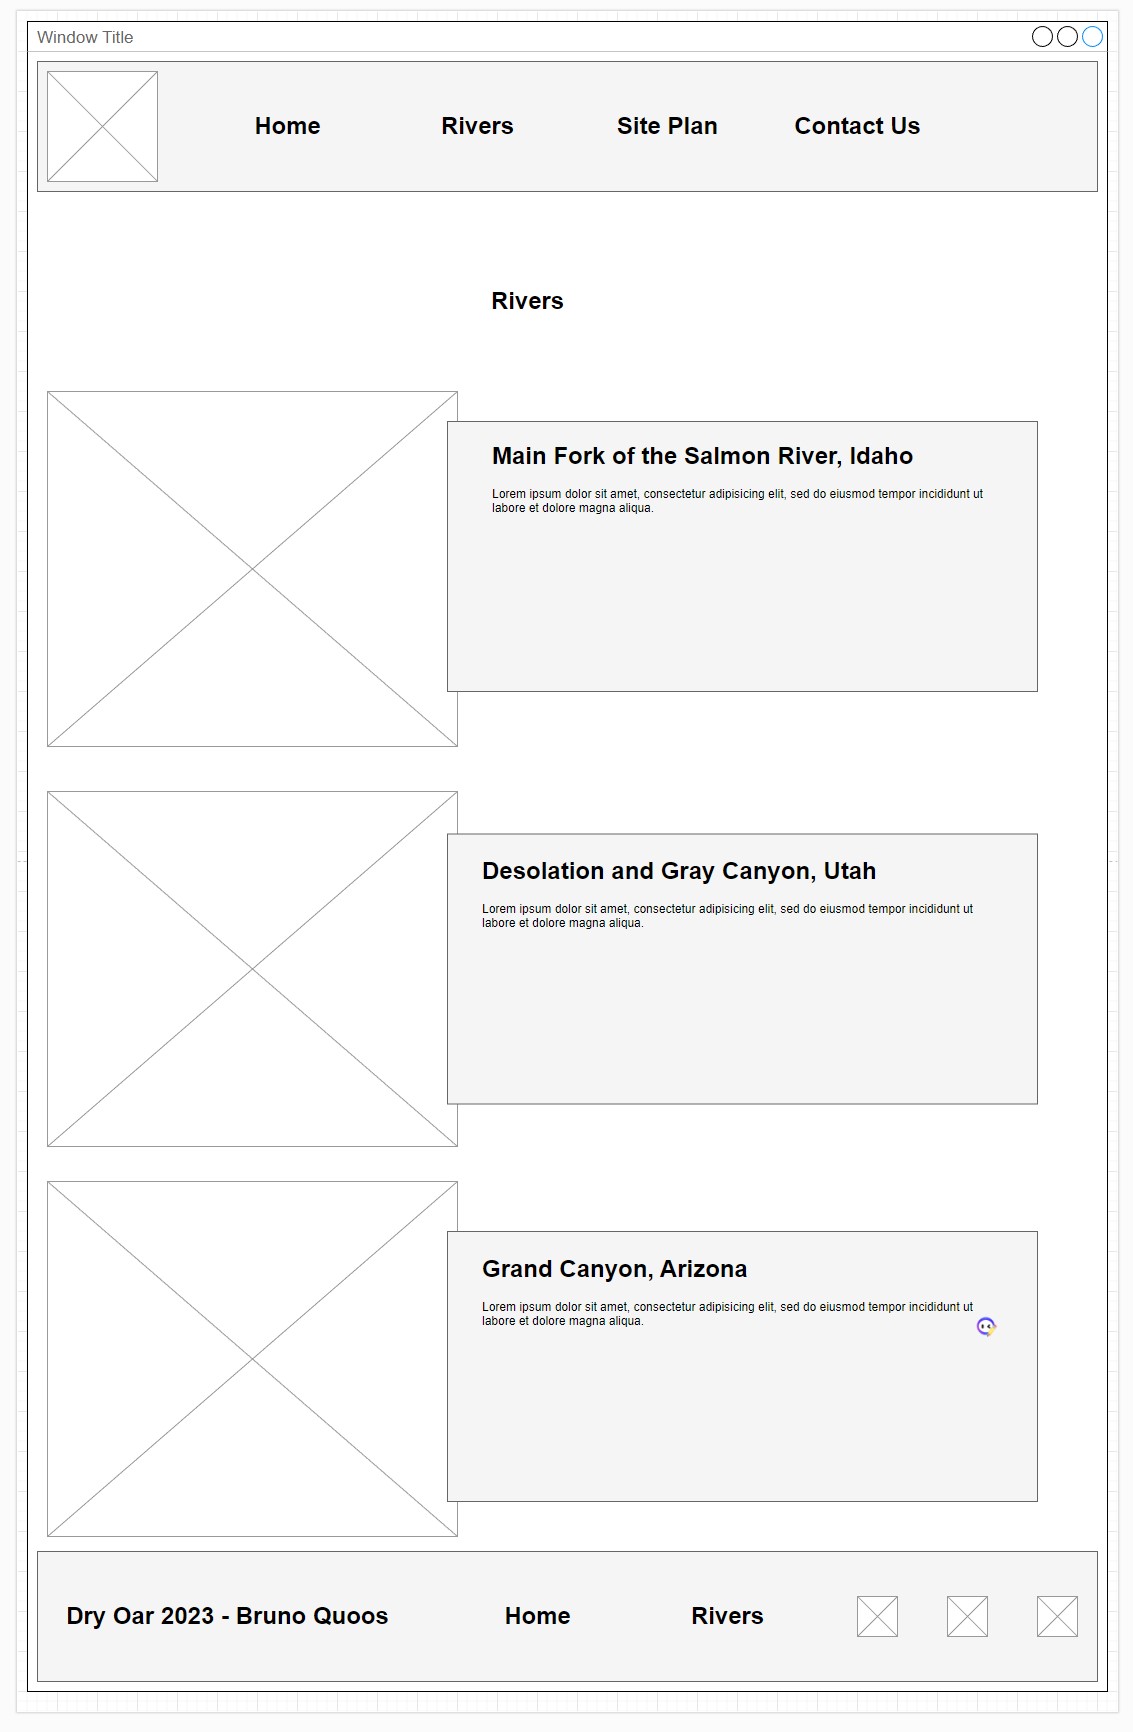 Window Title
Home
Rivers
Site Plan
Contact Us
Rivers
Main Fork of the Salmon River, Idaho
Lorem ipsum dolor sit amet, consectetur adipisicing elit, sed do eiusmod tempor incididunt ut
labore et dolore magna aliqua.
Desolation and Gray Canyon, Utah
Lorem ipsum dolor sit amet, consectetur adipisicing elit, sed do eiusmod tempor incididunt ut
labore et dolore magna aliqua.
Grand Canyon, Arizona
Lorem ipsum dolor sit amet, consectetur adipisicing elit, sed do eiusmod tempor incididunt ut
labore et dolore magna aliqua.
Dry Oar 2023 - Bruno Quoos
Home
Rivers